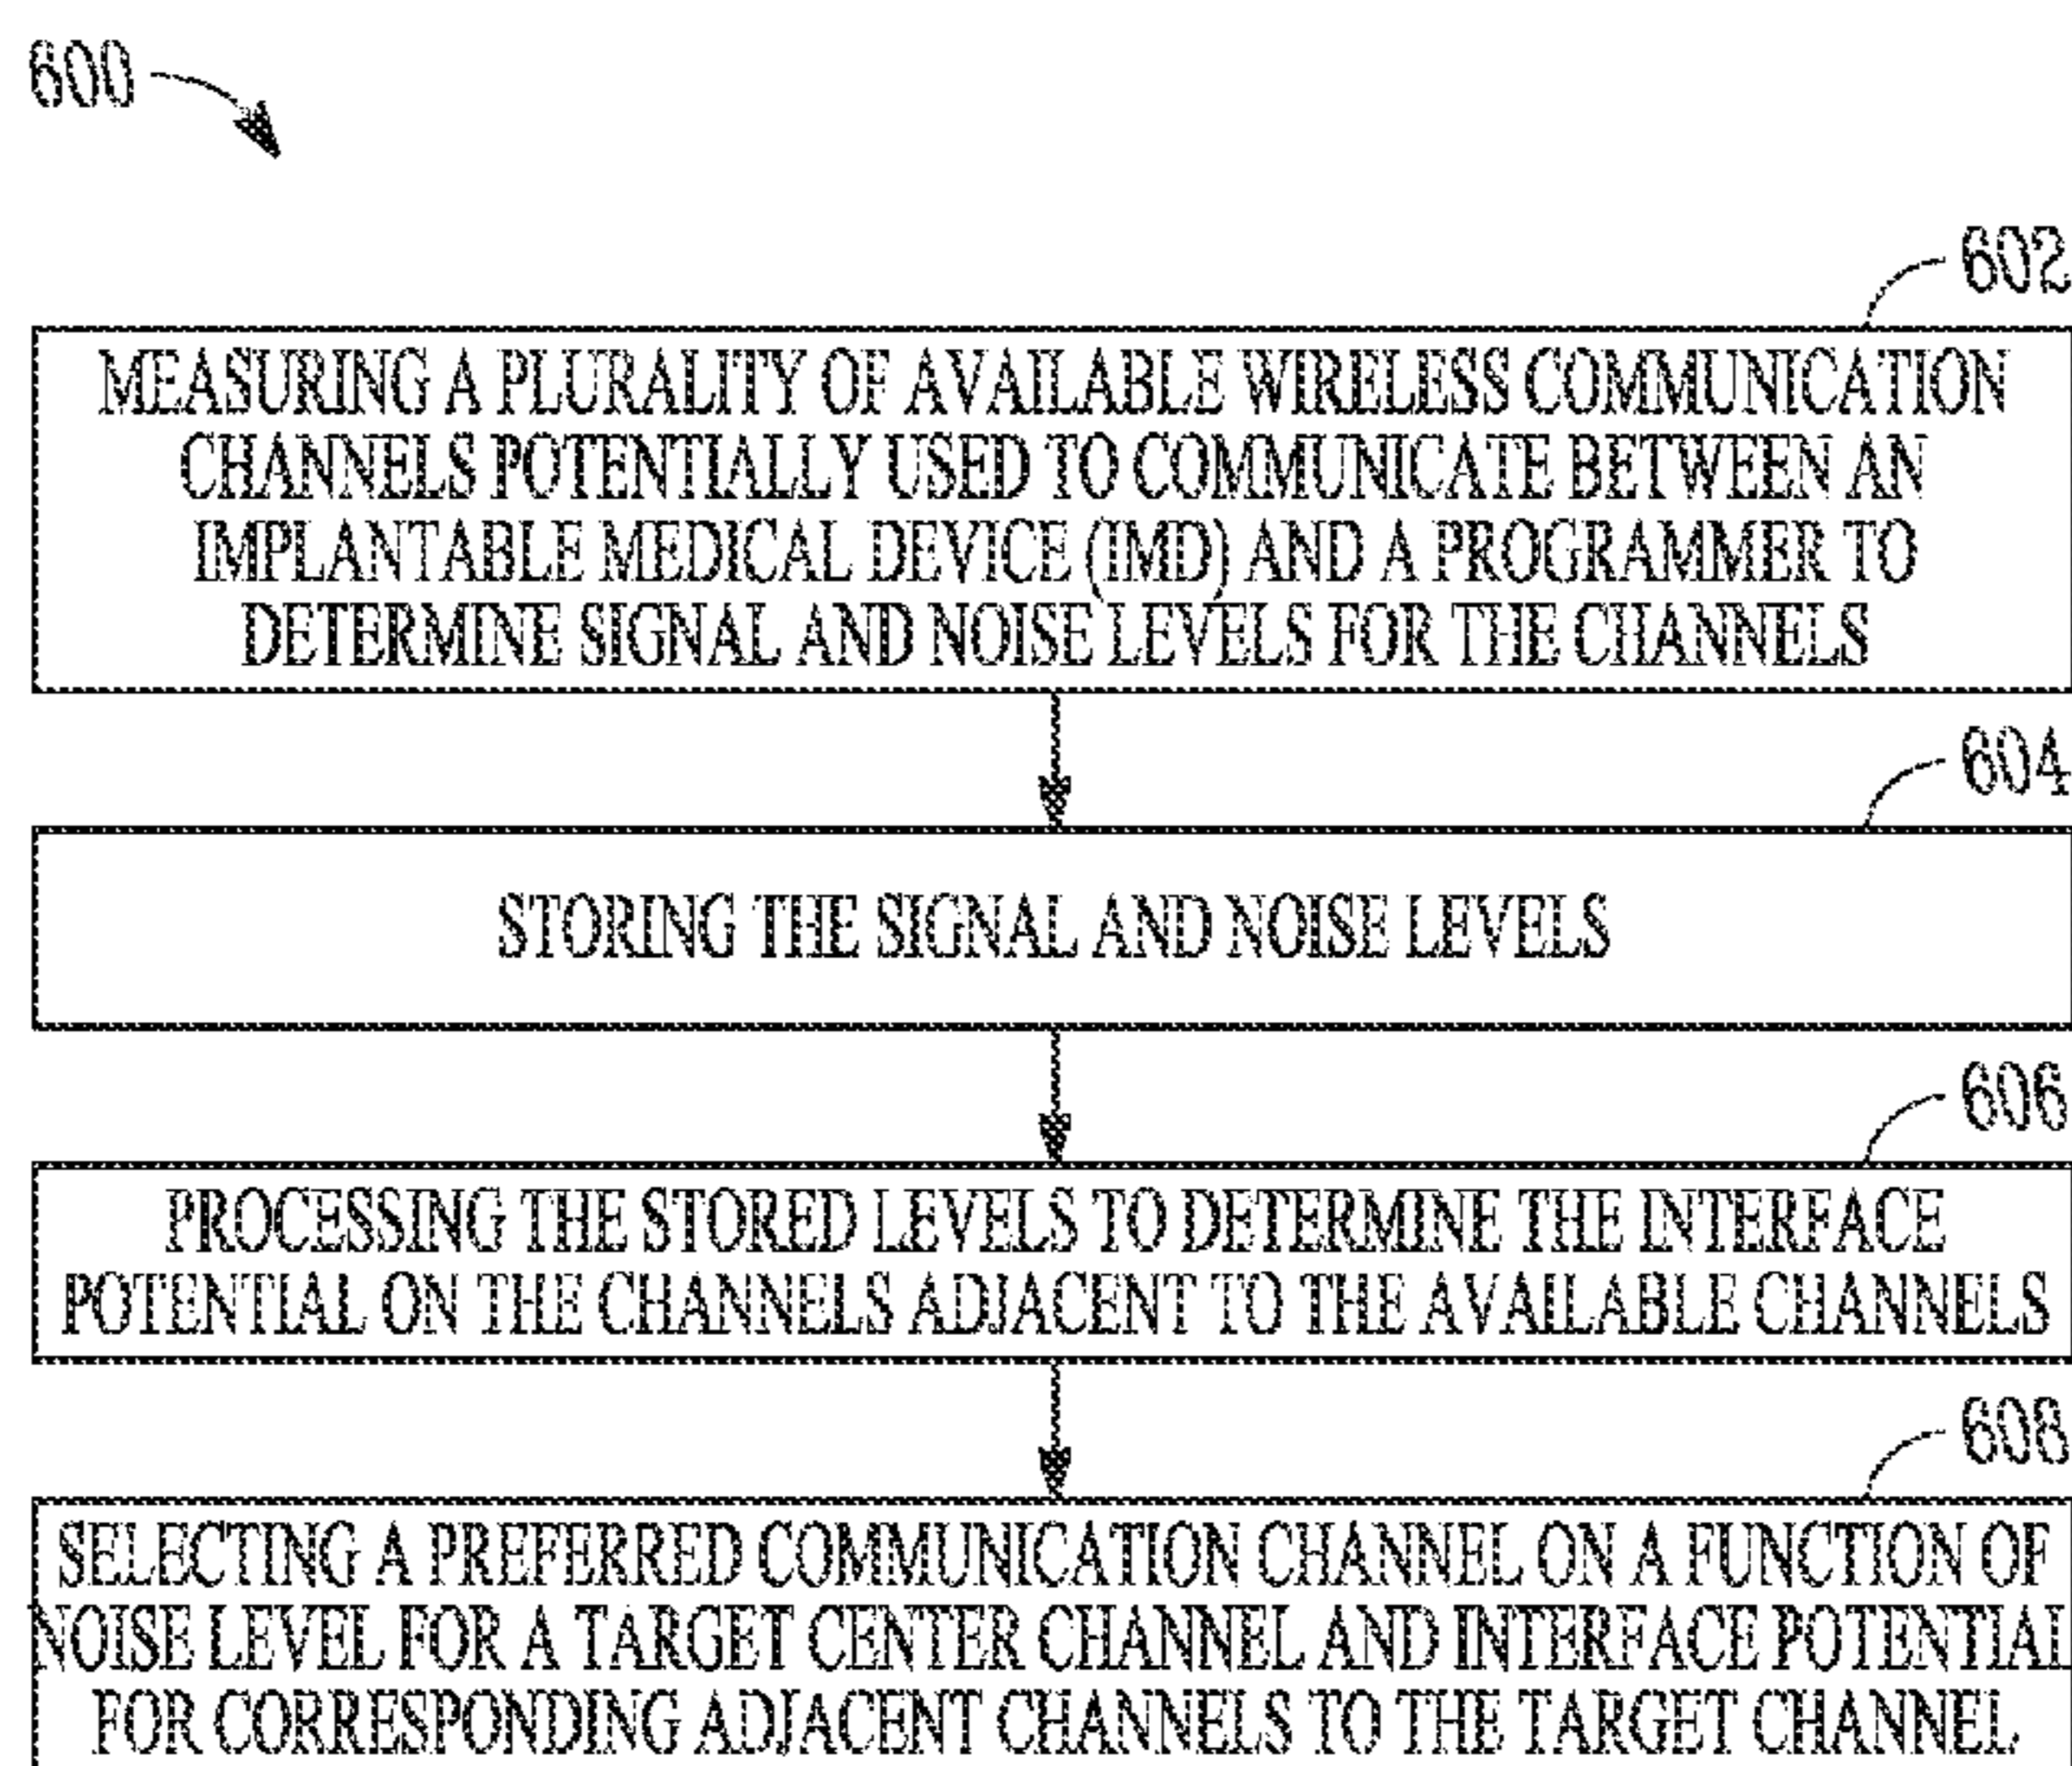 600
602
MEASURING A PLURALITY OF AVAILABLE WIRELESS COMMUNICATION
CHANNELS POTENTIALLY USED TO COMMUNICATE BETWEEN AN
IMPLANTABLE MEDICAL DEVICE (IMD) AND A PROGRAMMER TO
DETERMINE SIGNAL AND NOISE LEVELS FOR THE CHANNELS
604
STORING THE SIGNAL AND NOISE LEVELS
606
PROCESSING THE STORED LEVELS TO DETERMINE THE INTERFACE
POTENTIAL ON THE CHANNELS ADJACENT TO THE AVAILABLE CHANNELS
608
SELECTING A PREFERRED COMMUNICATION CHANNEL ON A FUNCTION OF
NOISE LEVEL FOR A TARGET CENTER CHANNEL AND INTERFACE POTENTIAL
FOR CORRESPONDING ADJACENT CHANNELS TO THE TARGET CHANNEL